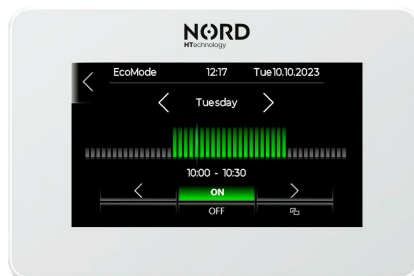 NORD
HTechnology
EcoMode 12:17 Tue10.10.2023
Tuesday
10:00 - 10:30
ON
OFF